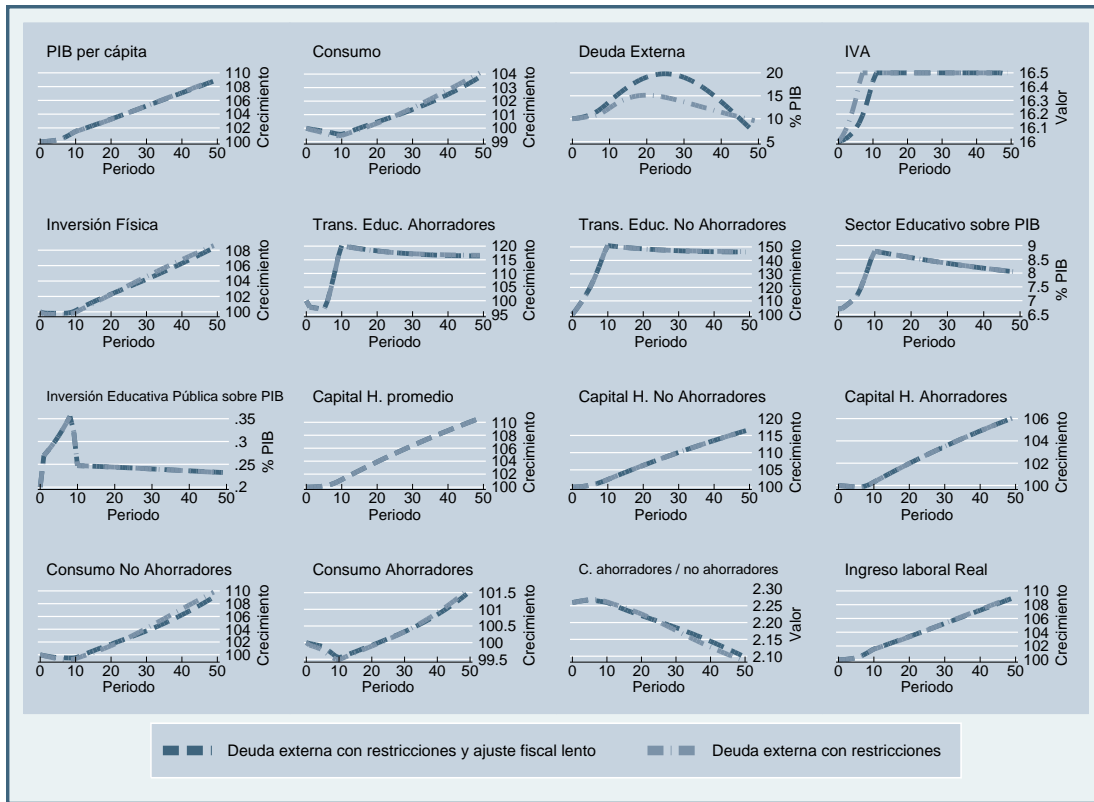 PIB per cápita
100
102
104
106
108
110
Crecimiento
0 10 20 30 40 50
Periodo
Consumo
99
100
101
102
103
104
Crecimiento
0 10 20 30 40 50
Periodo
Deuda Externa
5
10
15
20
% PIB
0 10 20 30 40 50
Periodo
IVA
16
16.1
16.2
16.3
16.4
16.5
Valor
0 10 20 30 40 50
Periodo
Inversión Física
100
102
104
106
108
Crecimiento
0 10 20 30 40 50
Periodo
Trans. Educ. Ahorradores
95
100
105
110
115
120
Crecimiento
0 10 20 30 40 50
Periodo
Trans. Educ. No Ahorradores
100
110
120
130
140
150
Crecimiento
0 10 20 30 40 50
Periodo
Sector Educativo sobre PIB
6.5
7
7.5
8
8.5
9
% PIB
0 10 20 30 40 50
Periodo
Inversión Educativa Pública sobre PIB
.2
.25
.3
.35
% PIB
0 10 20 30 40 50
Periodo
Capital H. promedio
100
102
104
106
108
110
Crecimiento
0 10 20 30 40 50
Periodo
Capital H. No Ahorradores
100
105
110
115
120
Crecimiento
0 10 20 30 40 50
Periodo
Capital H. Ahorradores
100
102
104
106
Crecimiento
0 10 20 30 40 50
Periodo
Consumo No Ahorradores
100
102
104
106
108
110
Crecimiento
0 10 20 30 40 50
Periodo
Consumo Ahorradores
99.5
100
100.5
101
101.5
Crecimiento
0 10 20 30 40 50
Periodo
C. ahorradores / no ahorradores
2.10
2.15
2.20
2.25
2.30
Valor
0 10 20 30 40 50
Periodo
Ingreso laboral Real
100
102
104
106
108
110
Crecimiento
0 10 20 30 40 50
Periodo
Deuda externa con restricciones y ajuste fiscal lento
Deuda externa con restricciones